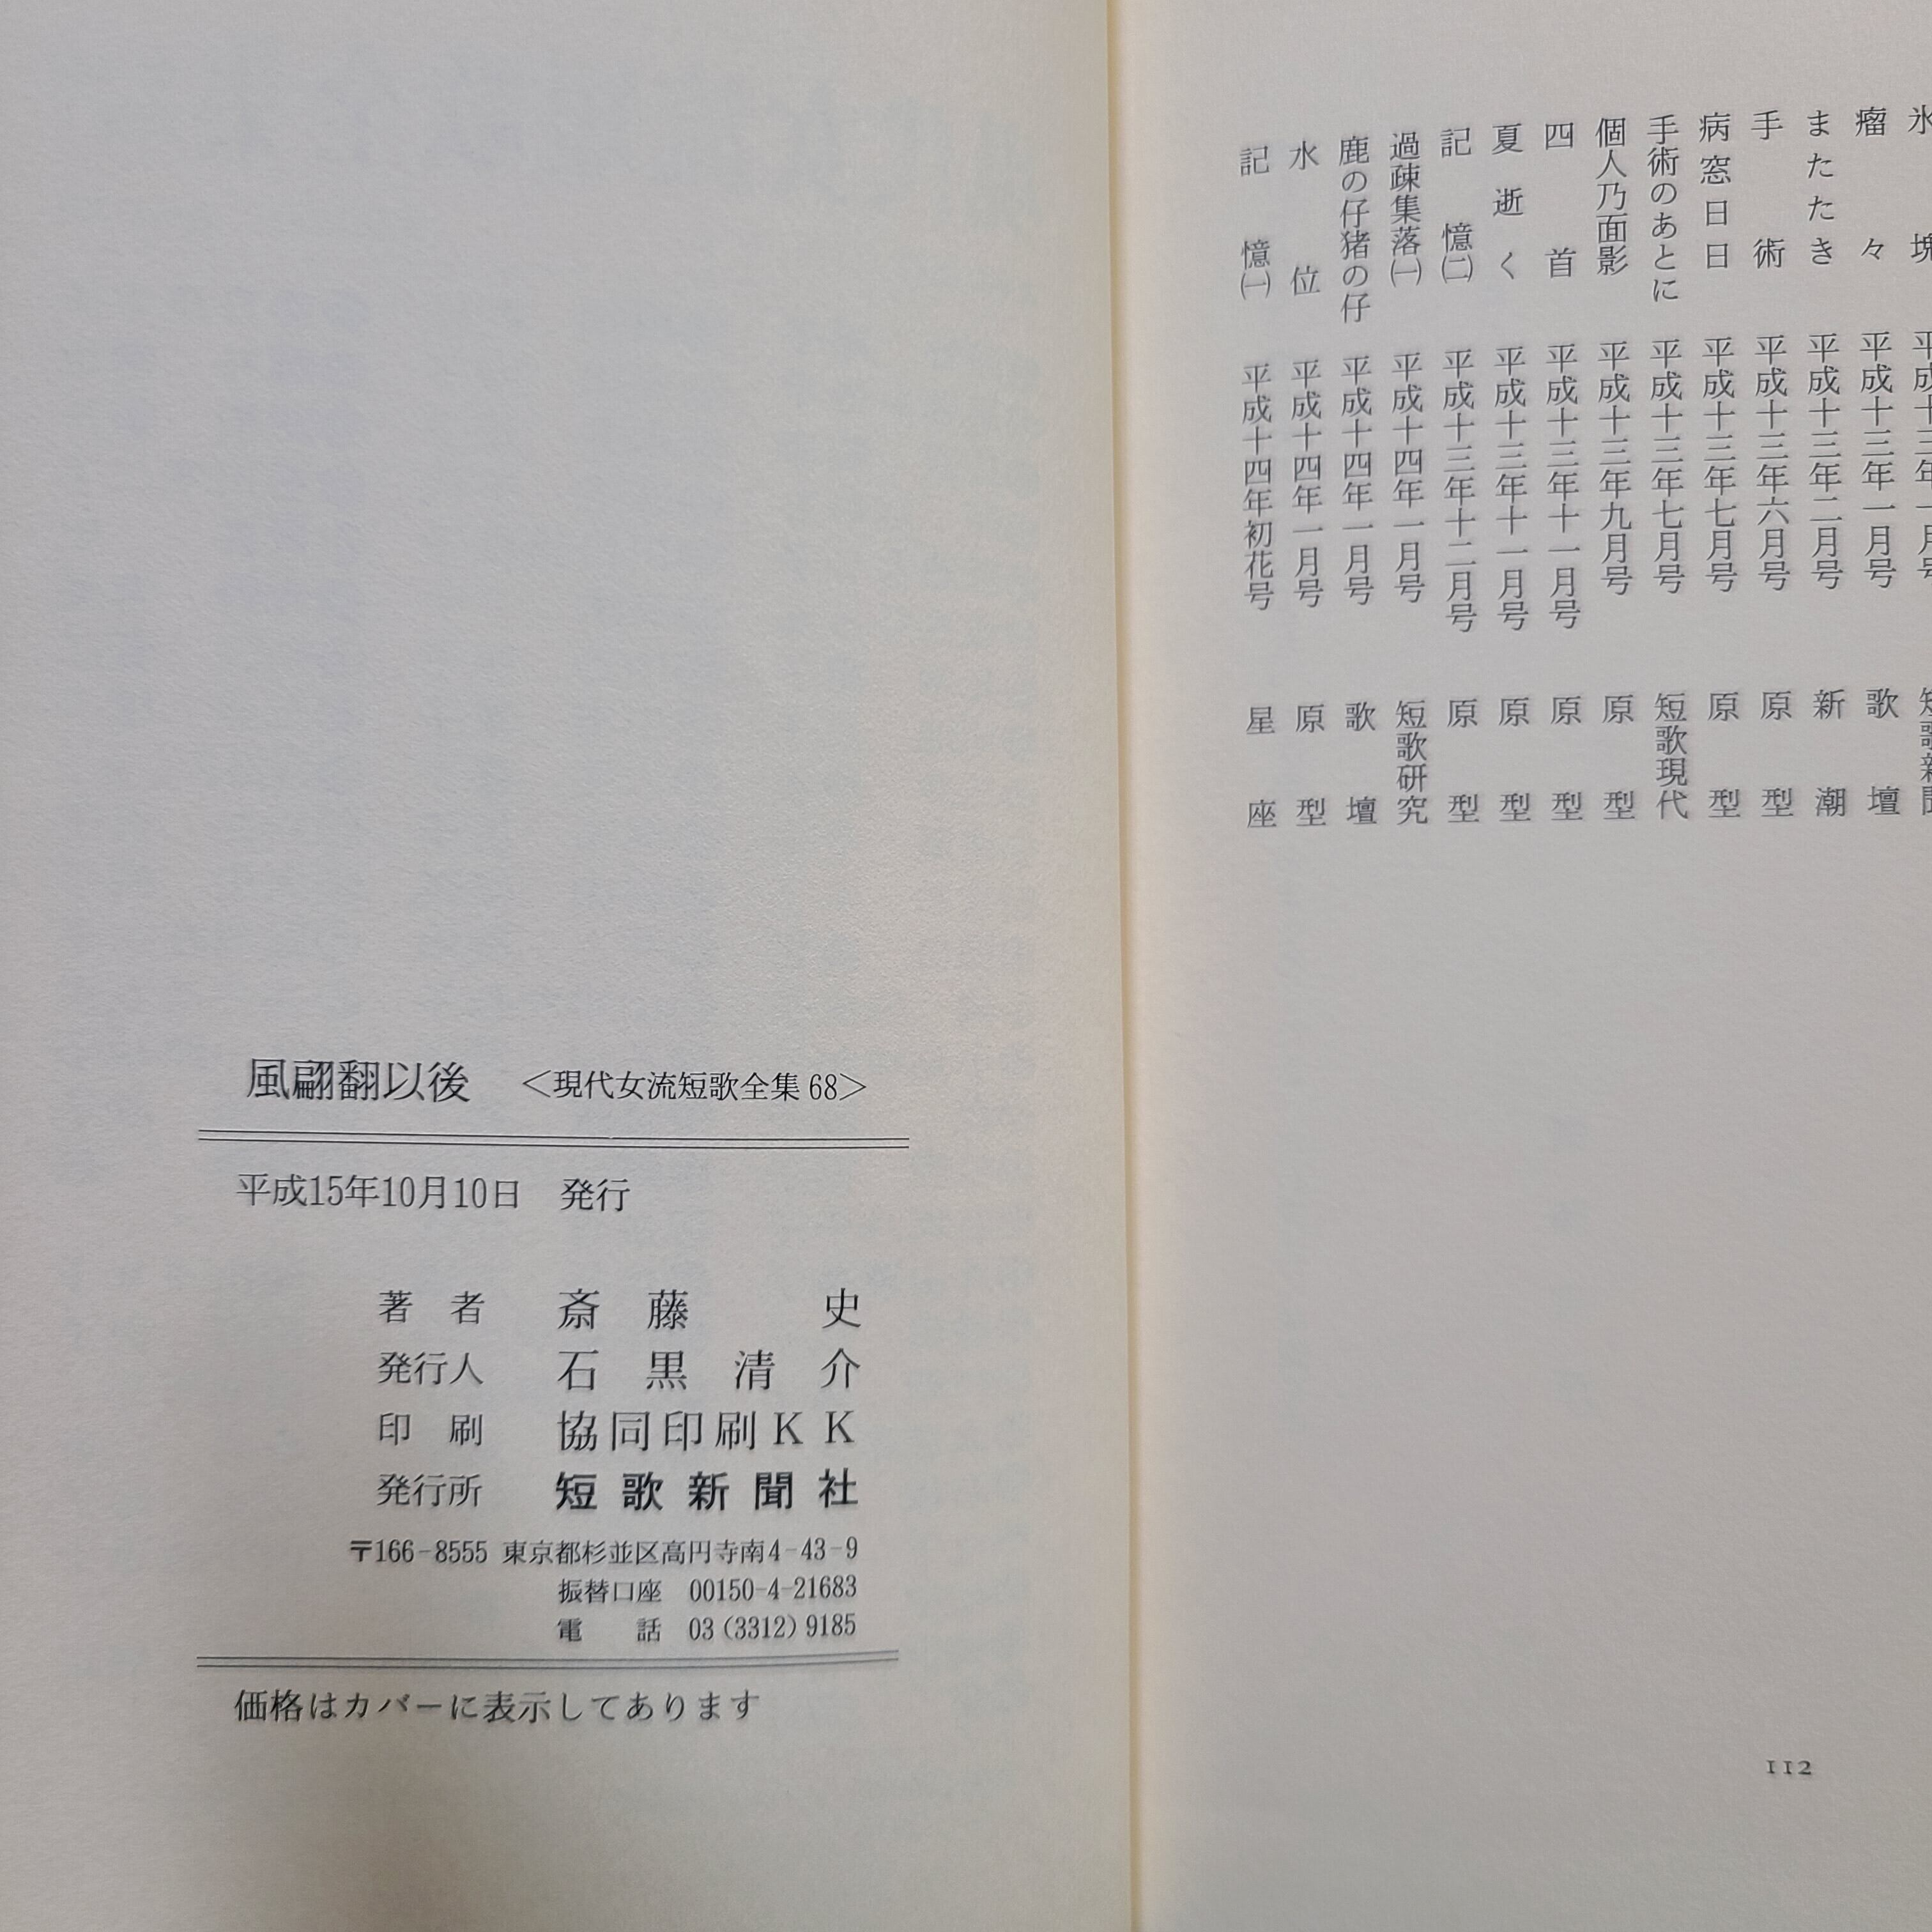 瘤々 平成十三年一月号 歌壇
またたき 平成十三年二月号 新潮
手術 平成十三年六月号 原型
病窓日日 平成十三年七月号 原型
手術のあとに 平成十三年七月号 短歌現代
個人乃面影 平成十三年九月号 原型
四首 平成十三年十一月号 原型
夏逝く 平成十三年十一月号 原型
記憶㈡ 平成十三年十二月号 原型
過疎集落㈠ 平成十四年一月号 短歌研究
鹿の仔猪の仔 平成十四年一月号 歌壇
水位 平成十四年一月号 原型
記憶㈠ 平成十四年初花号 星座
112
風翩翻以後 <現代女流短歌全集68>
平成15年10月10日 発行
著者 斎藤史
発行人 石黒清介
印刷 協同印刷KK
発行所 短歌新聞社
〒166-8555 東京都杉並区高円寺南4-43-9
振替口座 00150-4-21683
電話 03(3312)9185
価格はカバーに表示してあります